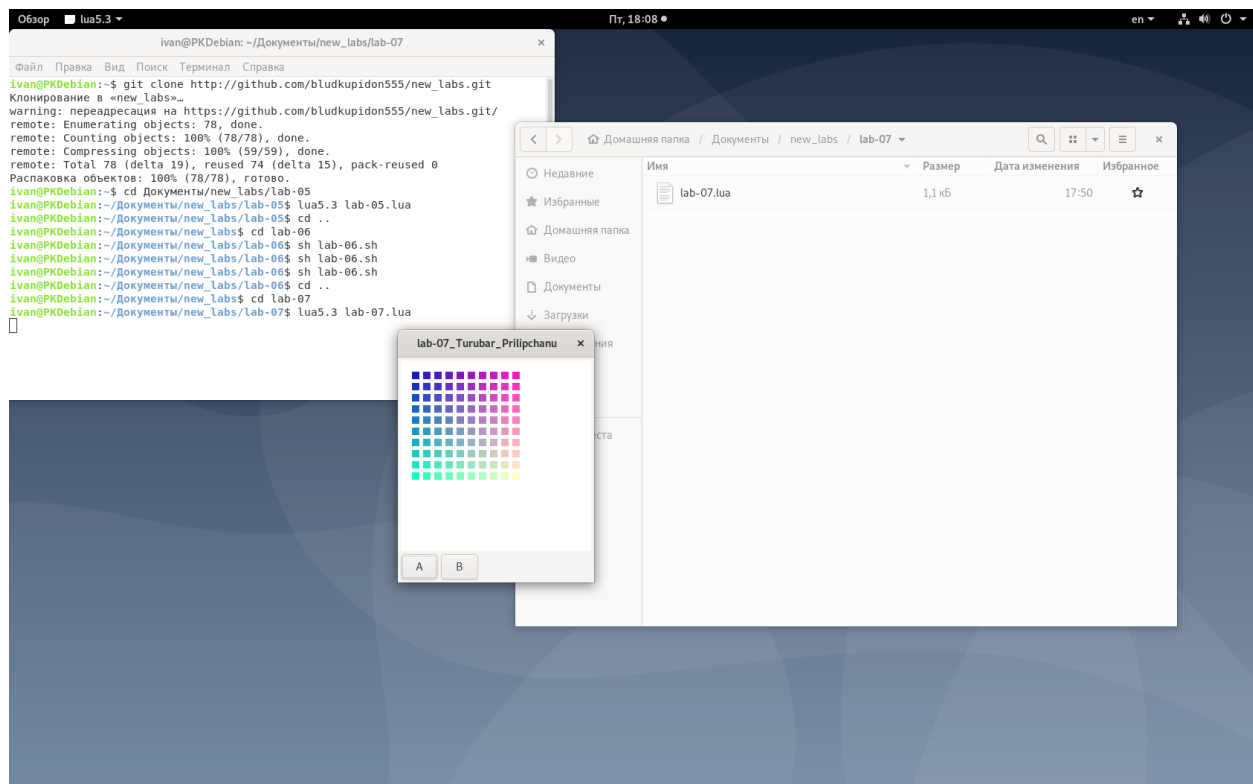 Обзор lua5.3 Пт, 18:08 en
ivan@PKDebian: ~/Документы/new_labs/lab-07
Файл Правка Вид Поиск Терминал Справка
ivan@PKDebian:~$ git clone http://github.com/bludkupidon555/new_labs.git
Клонирование в «new_labs»…
warning: переадресация на https://github.com/bludkupidon555/new_labs.git/
remote: Enumerating objects: 78, done.
remote: Counting objects: 100% (78/78), done.
remote: Compressing objects: 100% (59/59), done.
remote: Total 78 (delta 19), reused 74 (delta 15), pack-reused 0
Распаковка объектов: 100% (78/78), готово.
ivan@PKDebian:~$ cd Документы/new_labs/lab-05
ivan@PKDebian:~/Документы/new_labs/lab-05$ lua5.3 lab-05.lua
ivan@PKDebian:~/Документы/new_labs/lab-05$ cd ..
ivan@PKDebian:~/Документы/new_labs$ cd lab-06
ivan@PKDebian:~/Документы/new_labs/lab-06$ sh lab-06.sh
ivan@PKDebian:~/Документы/new_labs/lab-06$ sh lab-06.sh
ivan@PKDebian:~/Документы/new_labs/lab-06$ sh lab-06.sh
ivan@PKDebian:~/Документы/new_labs/lab-06$ cd ..
ivan@PKDebian:~/Документы/new_labs$ cd lab-07
ivan@PKDebian:~/Документы/new_labs/lab-07$ lua5.3 lab-07.lua
Домашняя папка / Документы / new_labs / lab-07
Имя Размер Дата изменения Избранное
lab-07.lua 1,1 кБ 17:50
Недавние
Избранные
Домашняя папка
Видео
Документы
Загрузки
lab-07_Turubar_Prilipchanu
A B